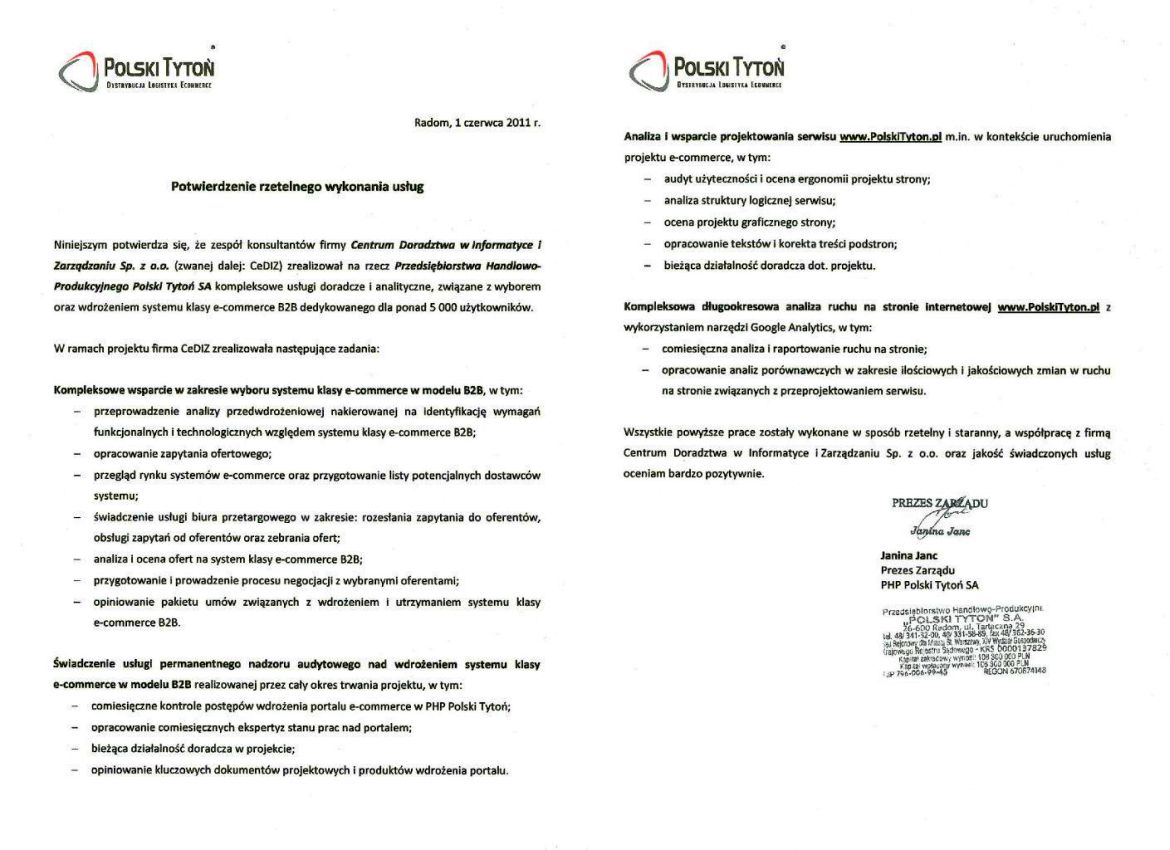 POLSKI TYTOŃ
DYSTRYBUCJA LOGISTYKA ECOMMERCE
Radom, 1 czerwca 2011 r.
Potwierdzenie rzetelnego wykonania usług
Niniejszym potwierdza się, że zespół konsultantów firmy Centrum Doradztwa w Informatyce i
Zarządzaniu Sp. z o.o. (zwanej dalej: CeDIZ) zrealizował na rzecz Przedsiębiorstwa Handlowo-
Produkcyjnego Polski Tytoń SA kompleksowe usługi doradcze i analityczne, związane z wyborem
oraz wdrożeniem systemu klasy e-commerce B2B dedykowanego dla ponad 5 000 użytkowników.
W ramach projektu firma CeDIZ zrealizowała następujące zadania:
Kompleksowe wsparcie w zakresie wyboru systemu klasy e-commerce w modelu B2B, w tym:
– przeprowadzenie analizy przedwdrożeniowej nakierowanej na identyfikację wymagań
funkcjonalnych i technologicznych względem systemu klasy e-commerce B2B;
– opracowanie zapytania ofertowego;
– przegląd rynku systemów e-commerce oraz przygotowanie listy potencjalnych dostawców
systemu;
– świadczenie usługi biura przetargowego w zakresie: rozesłania zapytania do oferentów,
obsługi zapytań od oferentów oraz zebrania ofert;
– analiza i ocena ofert na system klasy e-commerce B2B;
– przygotowanie i prowadzenie procesu negocjacji z wybranymi oferentami;
– opiniowanie pakietu umów związanych z wdrożeniem i utrzymaniem systemu klasy
e-commerce B2B.
Świadczenie usługi permanentnego nadzoru audytowego nad wdrożeniem systemu klasy
e-commerce w modelu B2B realizowanej przez cały okres trwania projektu, w tym:
– comiesięczne kontrole postępów wdrożenia portalu e-commerce w PHP Polski Tytoń;
– opracowanie comiesięcznych ekspertyz stanu prac nad portalem;
– bieżąca działalność doradcza w projekcie;
– opiniowanie kluczowych dokumentów projektowych i produktów wdrożenia portalu.
POLSKI TYTOŃ
DYSTRYBUCJA LOGISTYKA ECOMMERCE
Analiza i wsparcie projektowania serwisu www.PolskiTyton.pl m.in. w kontekście uruchomienia
projektu e-commerce, w tym:
– audyt użyteczności i ocena ergonomii projektu strony;
– analiza struktury logicznej serwisu;
– ocena projektu graficznego strony;
– opracowanie tekstów i korekta treści podstron;
– bieżąca działalność doradcza dot. projektu.
Kompleksowa długookresowa analiza ruchu na stronie internetowej www.PolskiTyton.pl z
wykorzystaniem narzędzi Google Analytics, w tym:
– comiesięczna analiza i raportowanie ruchu na stronie;
– opracowanie analiz porównawczych w zakresie ilościowych i jakościowych zmian w ruchu
na stronie związanych z przeprojektowaniem serwisu.
Wszystkie powyższe prace zostały wykonane w sposób rzetelny i staranny, a współpracę z firmą
Centrum Doradztwa w Informatyce i Zarządzaniu Sp. z o.o. oraz jakość świadczonych usług
oceniam bardzo pozytywnie.
PREZES ZARZĄDU
Janina Janc
Janina Janc
Prezes Zarządu
PHP Polski Tytoń SA
Przedsiębiorstwo Handlowo-Produkcyjne
„POLSKI TYTOŃ" S.A.
26-600 Radom, ul. Tartaczna 29
tel. 48/ 341-52-00, 48/ 331-58-89, fax 48/ 362-36-30
Sąd Rejonowy dla M.St. Warszawy, XIV Wydział Gospodarczy
Krajowego Rejestru Sądowego - KRS 0000137829
Kapitał zakładowy wynosi: 106 300 000 PLN
Kapitał wpłacony wynosi: 106 300 000 PLN
NIP 796-006-99-45 REGON 670874148